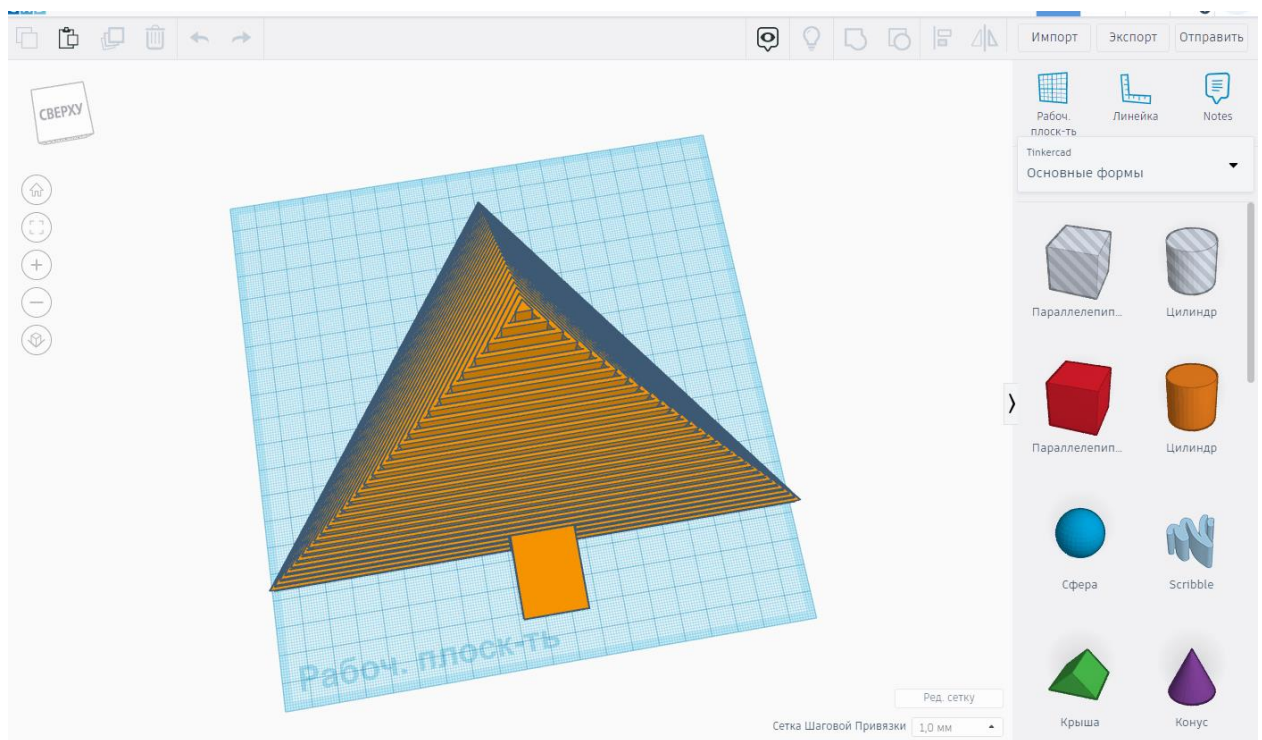 Импорт
Экспорт
Отправить
СВЕРХУ
Рабоч.
плоск-ть
Линейка
Notes
Tinkercad
Основные формы
Параллелепип...
Цилиндр
Параллелепип...
Цилиндр
Сфера
Scribble
Крыша
Конус
Рабоч. плоск-ть
Ред. сетку
Сетка Шаговой Привязки
1,0 мм